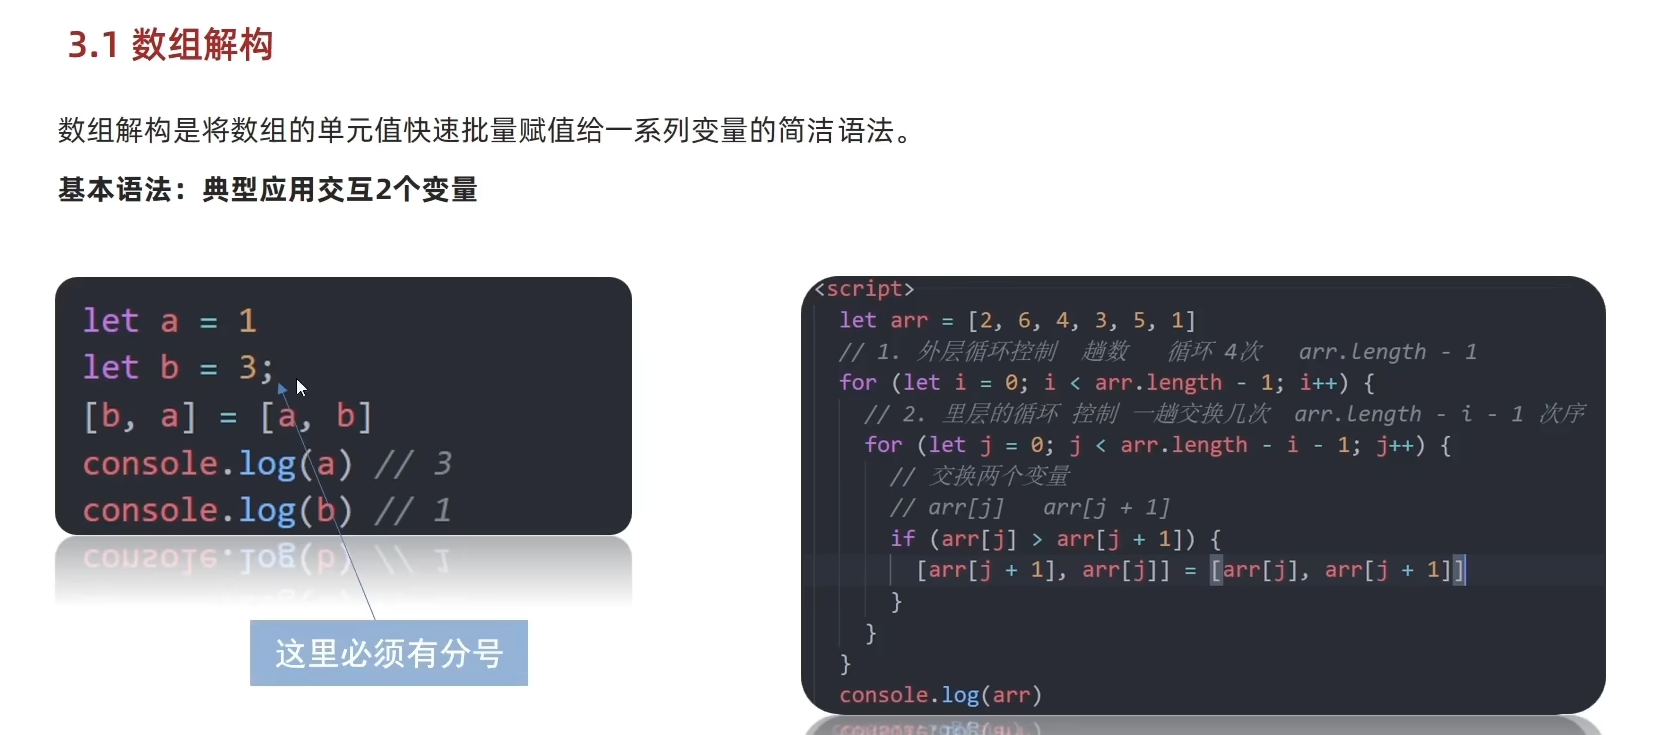 3.1 数组解构
数组解构是将数组的单元值快速批量赋值给一系列变量的简洁语法。
基本语法：典型应用交互2个变量
let a = 1
let b = 3;
[b, a] = [a, b]
console.log(a) // 3
console.log(b) // 1
这里必须有分号
<script>
let arr = [2, 6, 4, 3, 5, 1]
// 1. 外层循环控制 趟数 循环 4次 arr.length - 1
for (let i = 0; i < arr.length - 1; i++) {
// 2. 里层的循环 控制 一趟交换几次 arr.length - i - 1 次序
for (let j = 0; j < arr.length - i - 1; j++) {
// 交换两个变量
// arr[j] arr[j + 1]
if (arr[j] > arr[j + 1]) {
[arr[j + 1], arr[j]] = [arr[j], arr[j + 1]]
}
}
}
console.log(arr)